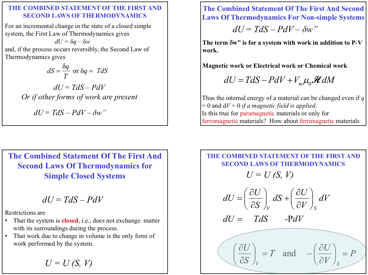 THE COMBINED STATEMENT OF THE FIRST AND
SECOND LAWS OF THERMODYNAMICS
For an incremental change in the state of a closed simple
system, the First Law of Thermodynamics gives
dU = δq – δw
and, if the process occurs reversibly, the Second Law of
Thermodynamics gives
dS = δq/T or δq = TdS
dU = TdS – PdV
Or if other forms of work are present
dU = TdS – PdV – δw”
The Combined Statement Of The First And Second
Laws Of Thermodynamics For Non-simple Systems
dU = TdS – PdV – δw”
The term δw” is for a system with work in addition to P-V
work.
Magnetic work or Electrical work or Chemical work
dU = TdS − PdV + Vₘμ₀ℋ dM
Thus the internal energy of a material can be changed even if q
= 0 and dV = 0 if a magnetic field is applied.
Is this true for paramagnetic materials or only for
ferromagnetic materials? How about ferrimagnetic materials
The Combined Statement Of The First And
Second Laws Of Thermodynamics for
Simple Closed Systems
dU = TdS – PdV
Restrictions are
• That the system is closed, i.e., does not exchange matter
with its surroundings during the process.
• That work due to change in volume is the only form of
work performed by the system.
U = U (S, V)
THE COMBINED STATEMENT OF THE FIRST AND
SECOND LAWS OF THERMODYNAMICS
U = U (S, V)
dU = (∂U/∂S)_V dS + (∂U/∂V)_S dV
dU = TdS -PdV
(∂U/∂S)_V = T and −(∂U/∂V)_S = P